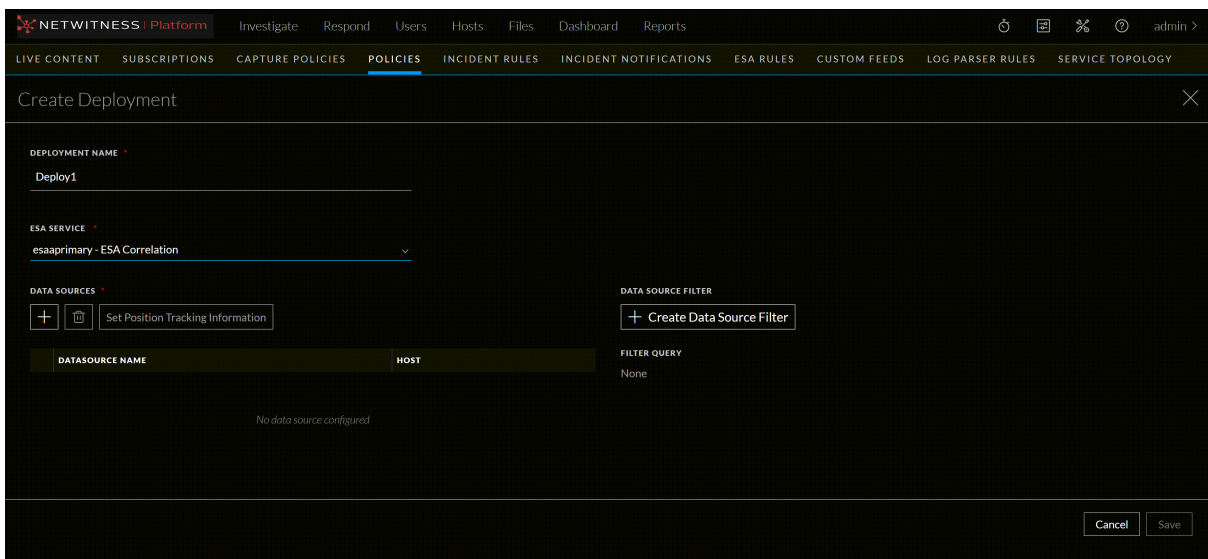 NETWITNESS Platform Investigate Respond Users Hosts Files Dashboard Reports admin >
LIVE CONTENT SUBSCRIPTIONS CAPTURE POLICIES POLICIES INCIDENT RULES INCIDENT NOTIFICATIONS ESA RULES CUSTOM FEEDS LOG PARSER RULES SERVICE TOPOLOGY
Create Deployment
DEPLOYMENT NAME *
Deploy1
ESA SERVICE *
esaaprimary - ESA Correlation
DATA SOURCES *
Set Position Tracking Information
DATASOURCE NAME HOST
No data source configured
DATA SOURCE FILTER
+ Create Data Source Filter
FILTER QUERY
None
Cancel Save